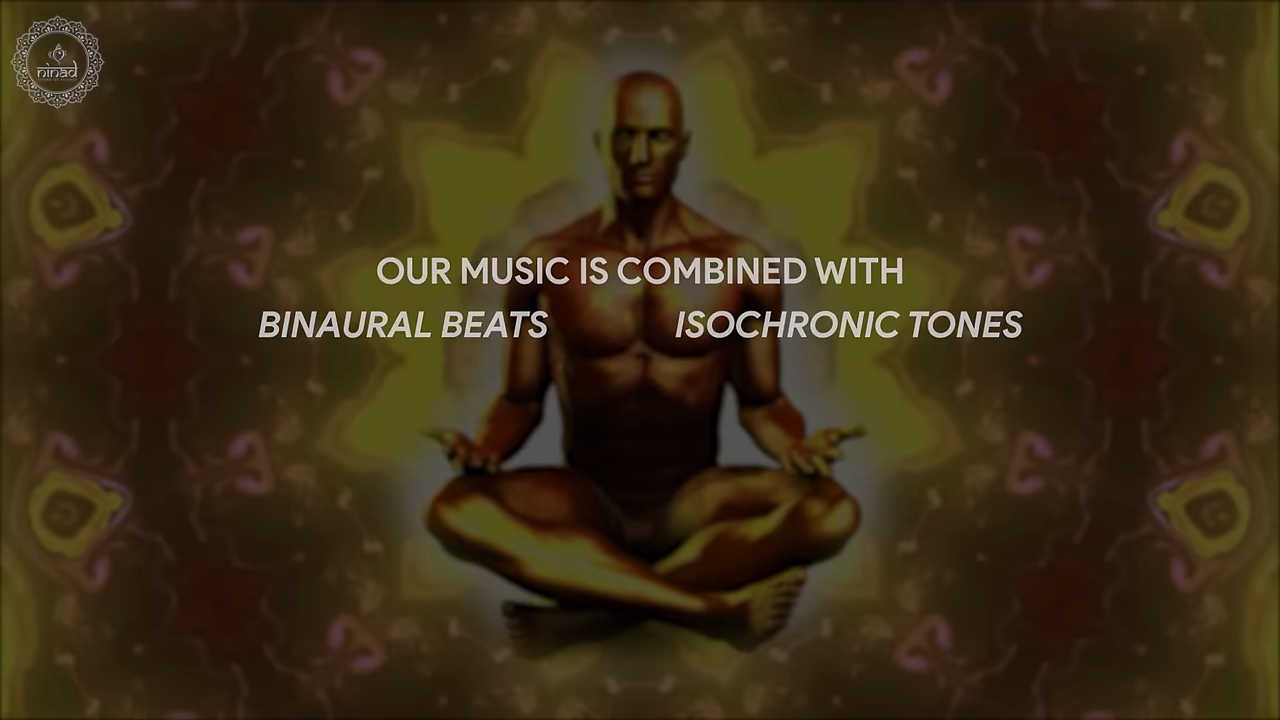 ninad
OUR MUSIC IS COMBINED WITH
BINAURAL BEATS ISOCHRONIC TONES